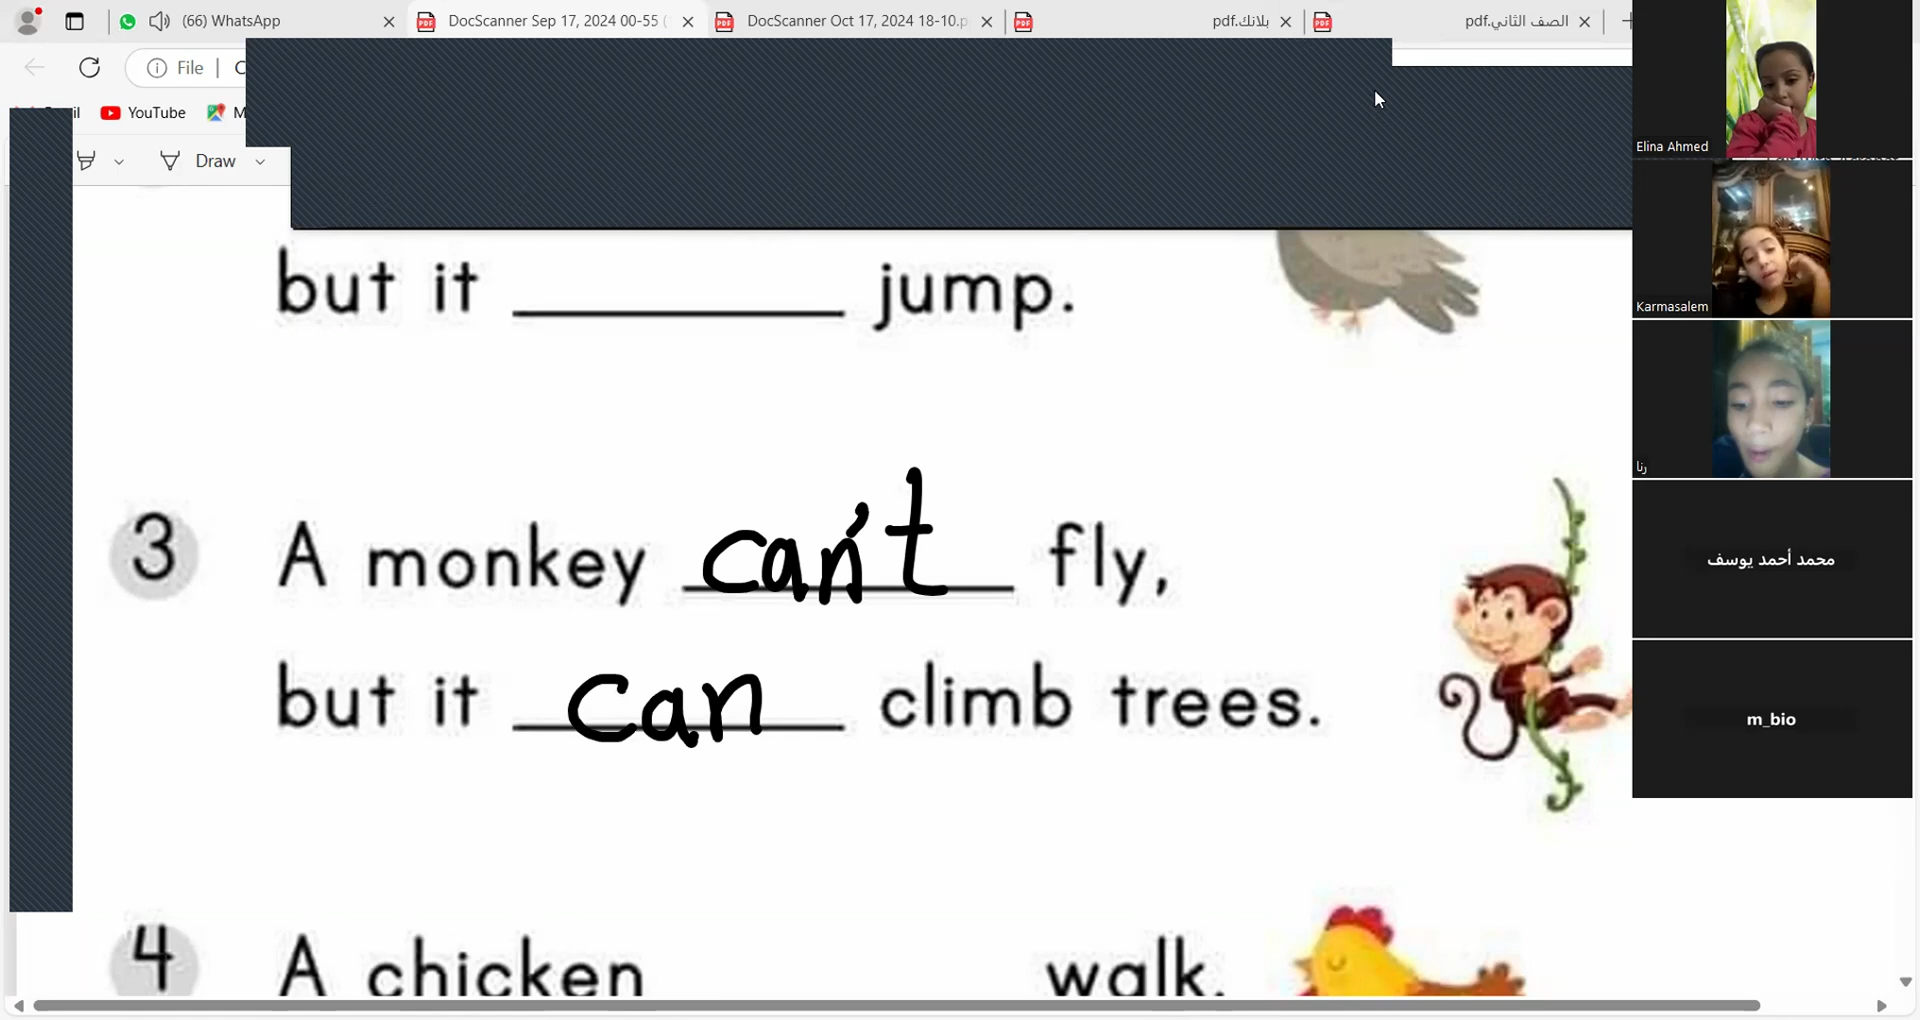 (66) WhatsApp
DocScanner Sep 17, 2024 00-55 (
DocScanner Oct 17, 2024 18-10.p
بلانك.pdf
الصف الثاني.pdf
File
YouTube
Draw
but it ____________ jump.
3 A monkey can't fly,
but it can climb trees.
4 A chicken walk.
Elina Ahmed
Karmasalem
رنا
محمد أحمد يوسف
m_bio